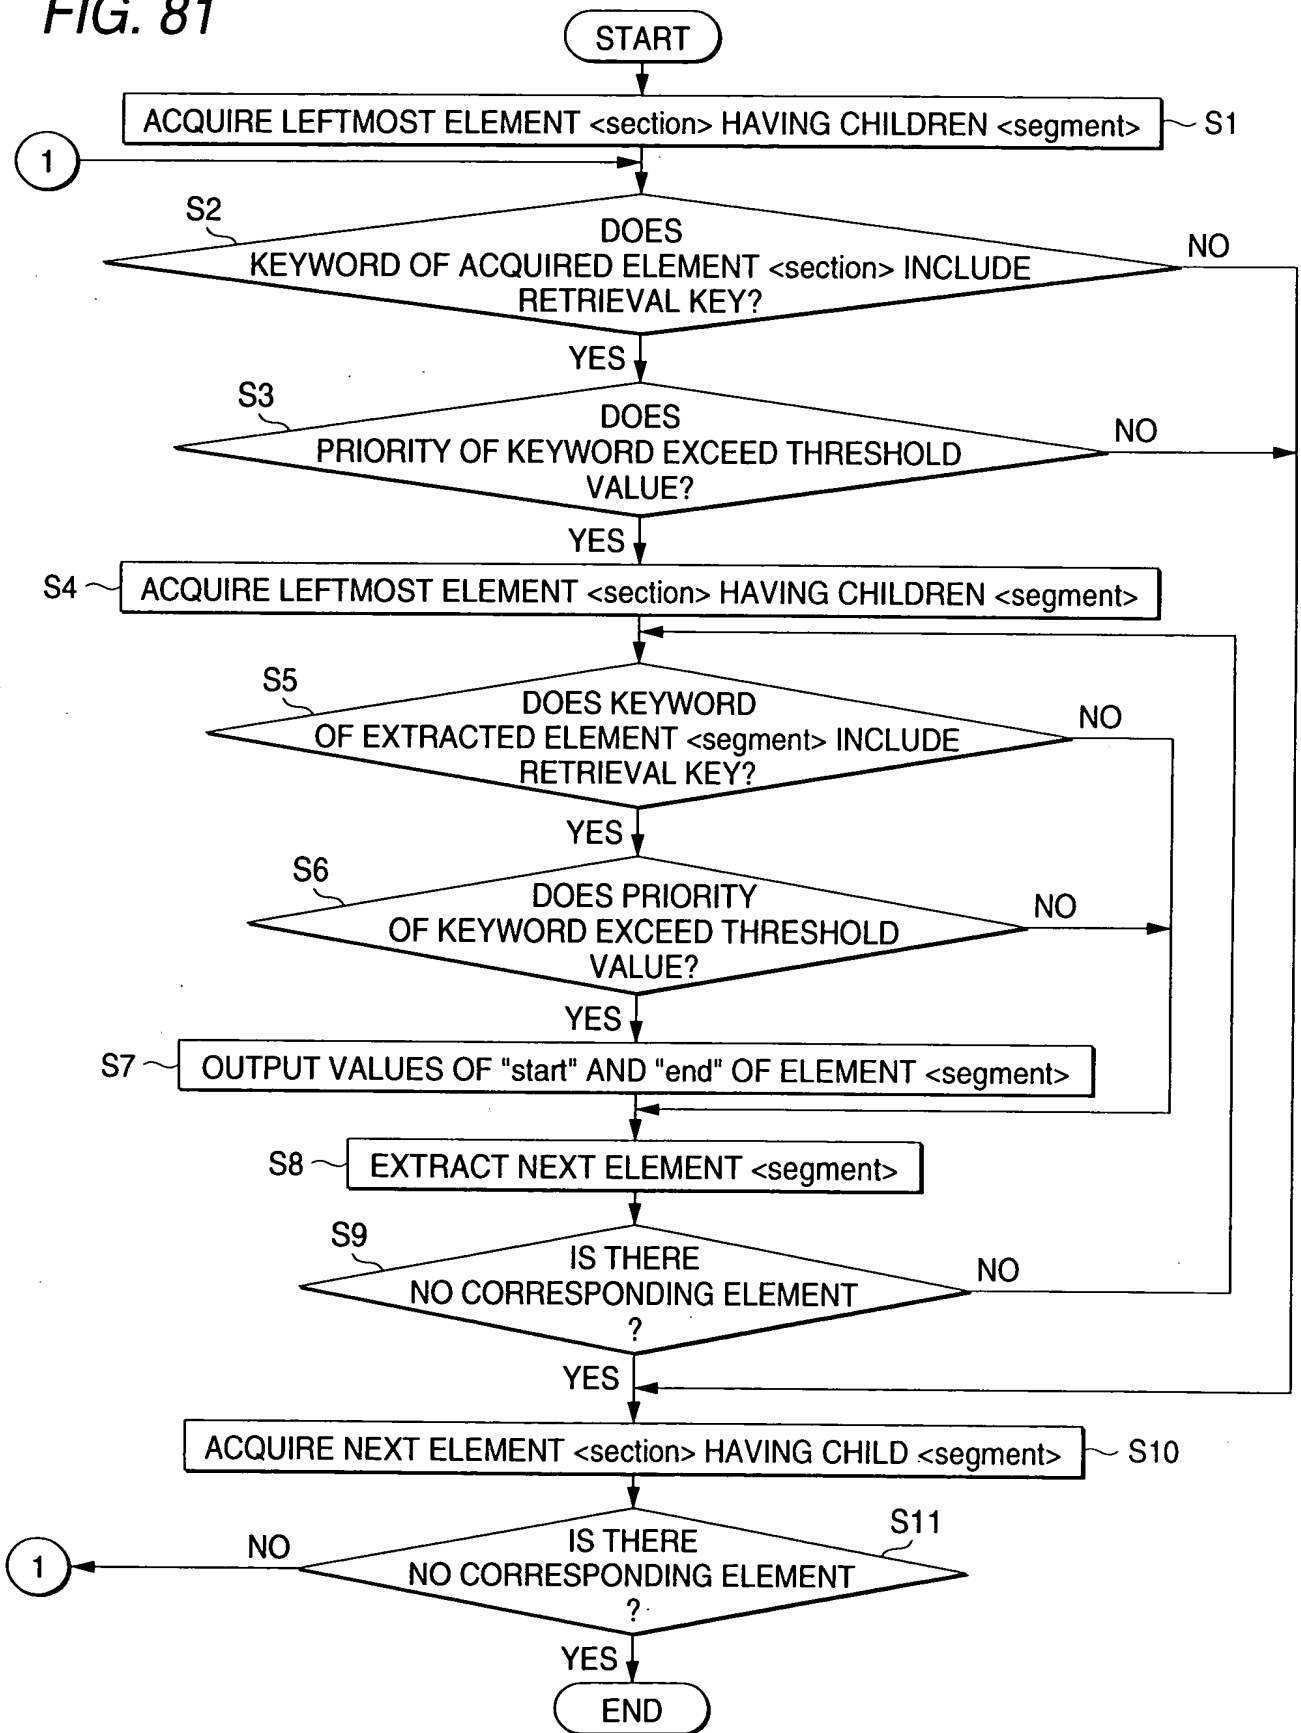 FIG. 81
START
ACQUIRE LEFTMOST ELEMENT <section> HAVING CHILDREN <segment>
S1
1
S2
DOES
KEYWORD OF ACQUIRED ELEMENT <section> INCLUDE
RETRIEVAL KEY?
NO
YES
S3
DOES
PRIORITY OF KEYWORD EXCEED THRESHOLD
VALUE?
NO
YES
S4
ACQUIRE LEFTMOST ELEMENT <section> HAVING CHILDREN <segment>
S5
DOES KEYWORD
OF EXTRACTED ELEMENT <segment> INCLUDE
RETRIEVAL KEY?
NO
YES
S6
DOES PRIORITY
OF KEYWORD EXCEED THRESHOLD
VALUE?
NO
YES
S7
OUTPUT VALUES OF "start" AND "end" OF ELEMENT <segment>
S8
EXTRACT NEXT ELEMENT <segment>
S9
IS THERE
NO CORRESPONDING ELEMENT
?
NO
YES
ACQUIRE NEXT ELEMENT <section> HAVING CHILD <segment>
S10
S11
IS THERE
NO CORRESPONDING ELEMENT
?
NO
1
YES
END